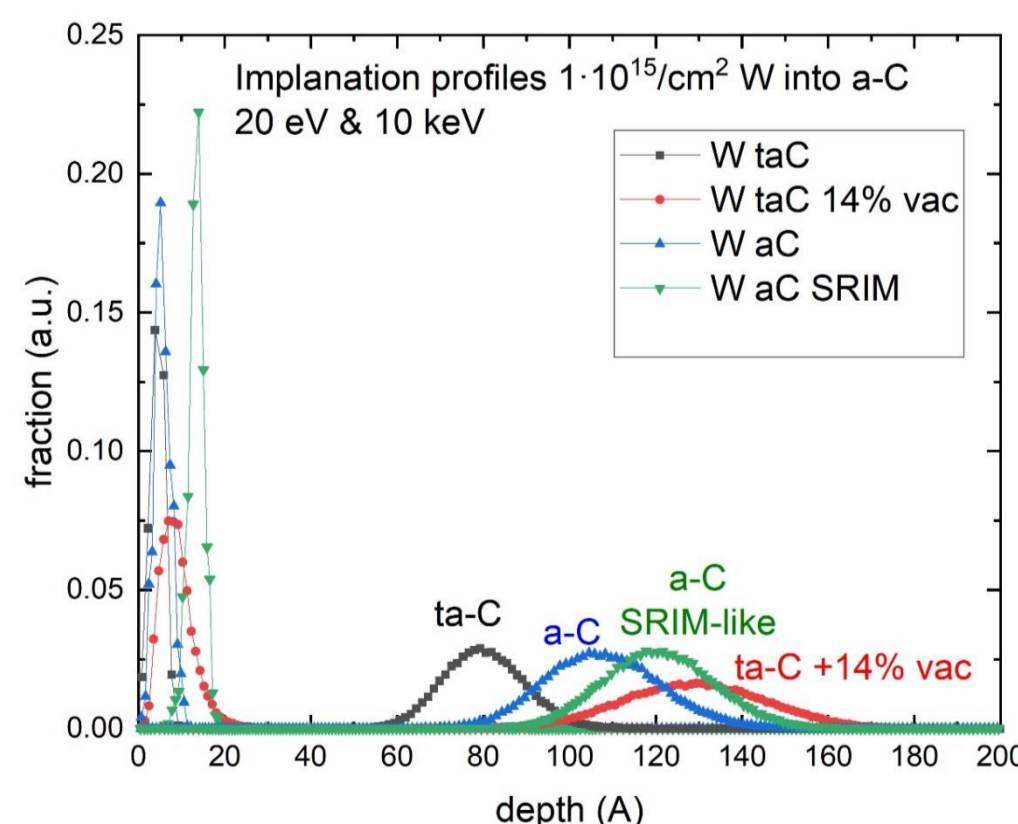 0.25
0.20
0.15
0.10
0.05
0.00
fraction (a.u.)
Implanation profiles 1·10¹⁵/cm² W into a-C
20 eV & 10 keV
W taC
W taC 14% vac
W aC
W aC SRIM
ta-C
a-C
a-C
SRIM-like
ta-C +14% vac
0 20 40 60 80 100 120 140 160 180 200
depth (A)